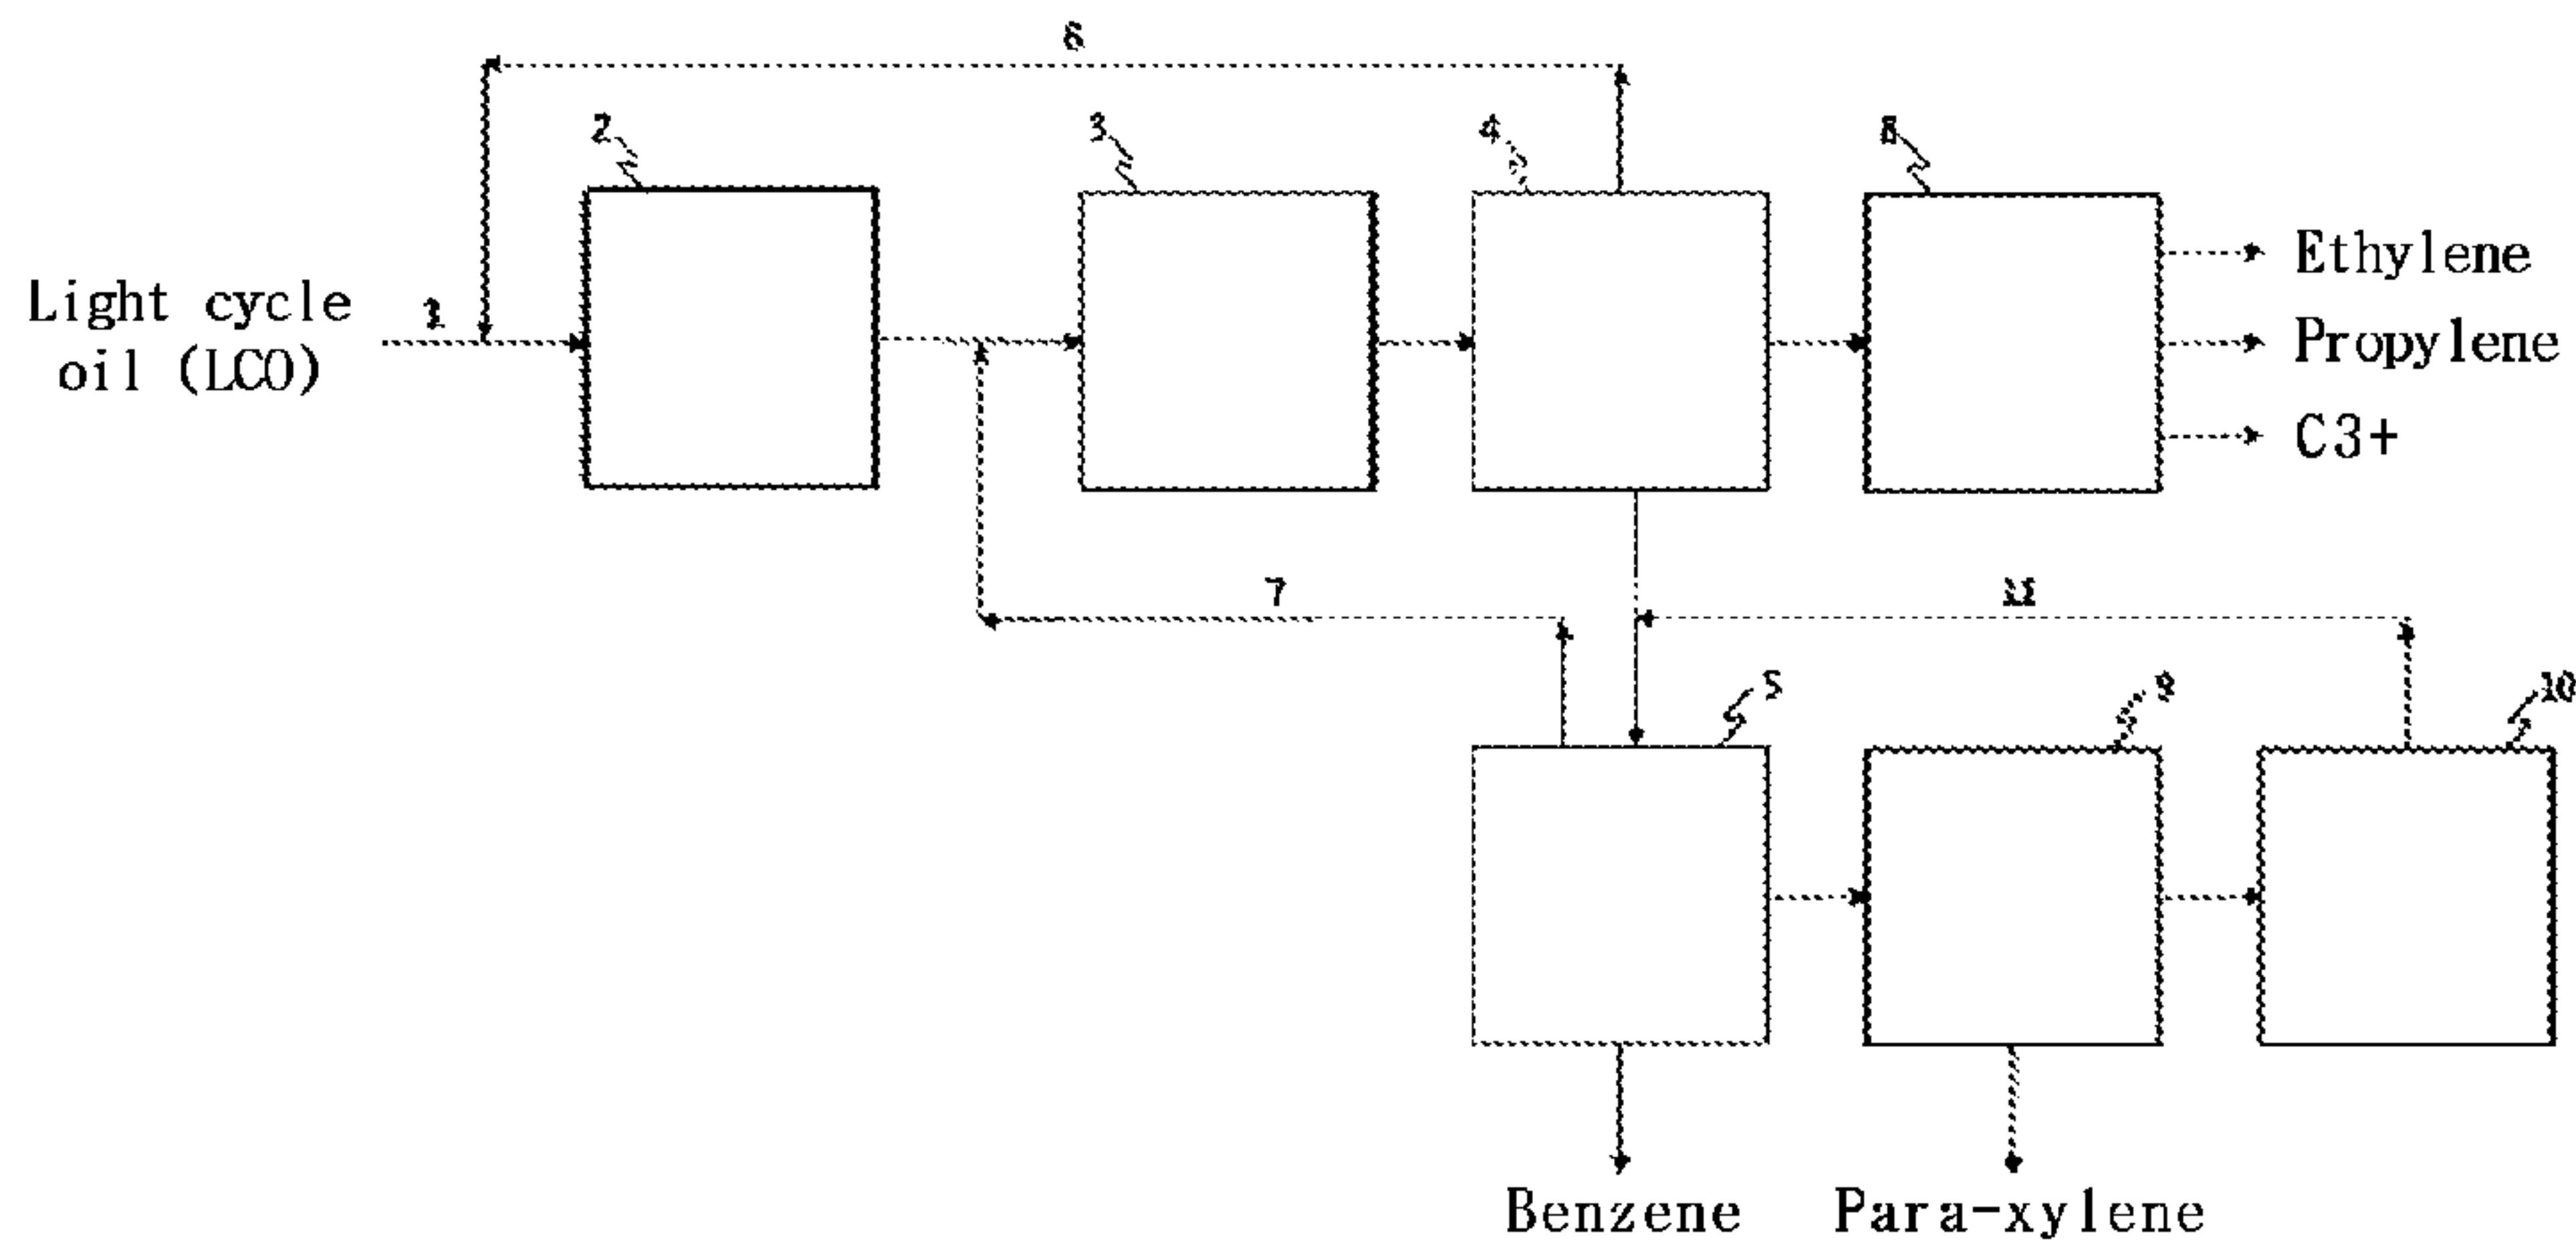 6
2
3
4
8
Light cycle
oil (LCO)
1
Ethylene
Propylene
C3+
7
11
5
9
10
Benzene
Para-xylene